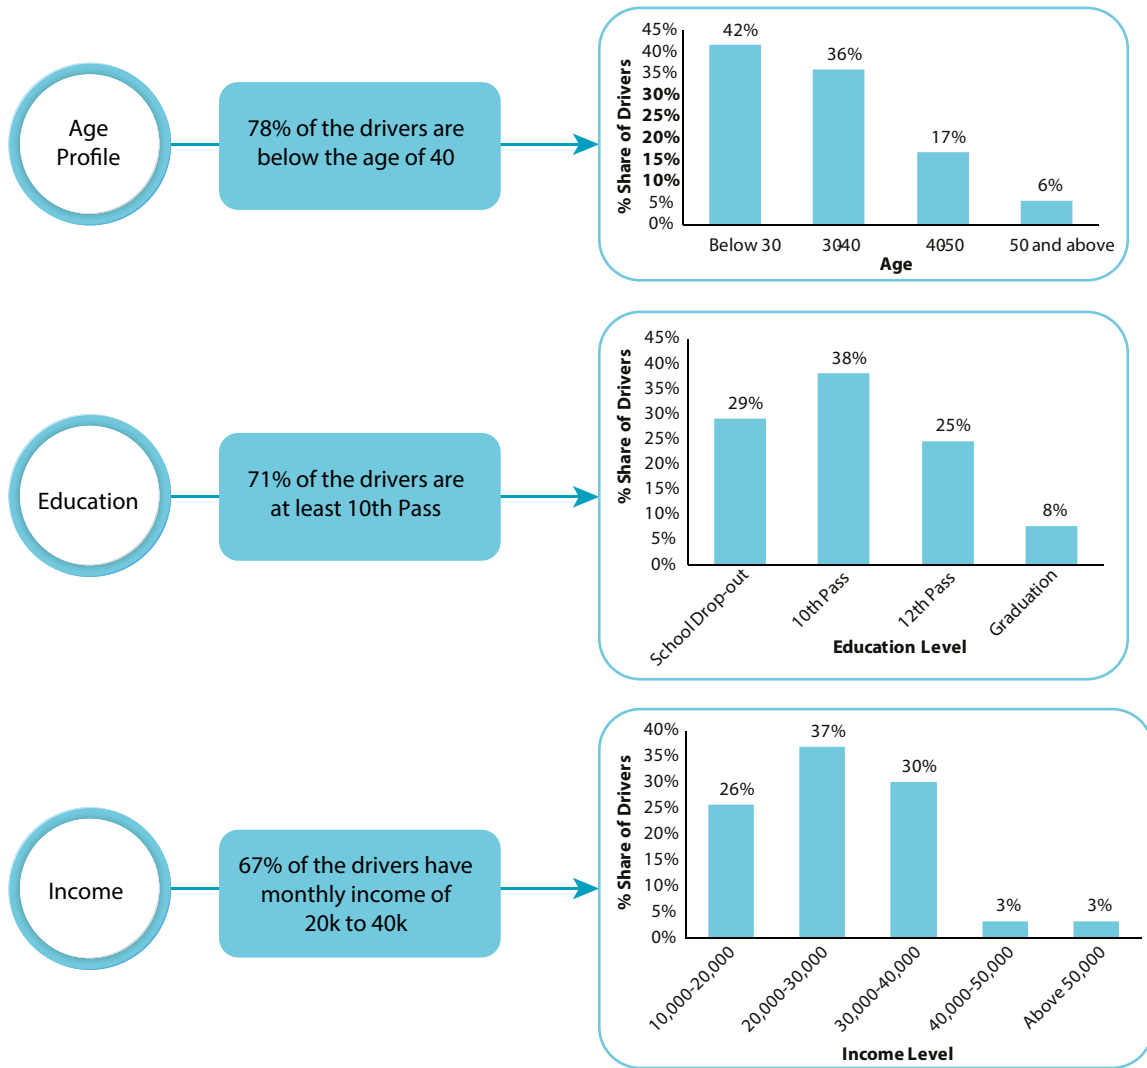 Age
Profile
78% of the drivers are
below the age of 40
% Share of Drivers
45%
40%
35%
30%
20%
15%
10%
5%
0%
42%
36%
17%
6%
Below 30
3040
4050
50 and above
Age
Education
71% of the drivers are
at least 10th Pass
% Share of Drivers
45%
40%
35%
30%
25%
20%
15%
10%
5%
0%
29%
38%
25%
8%
School Drop-out
10th Pass
12th Pass
Graduation
Education Level
Income
67% of the drivers have
monthly income of
20k to 40k
% Share of Drivers
40%
35%
30%
25%
20%
15%
10%
5%
0%
26%
37%
30%
3%
3%
10,000-20,000
20,000-30,000
30,000-40,000
40,000-50,000
Above 50,000
Income Level